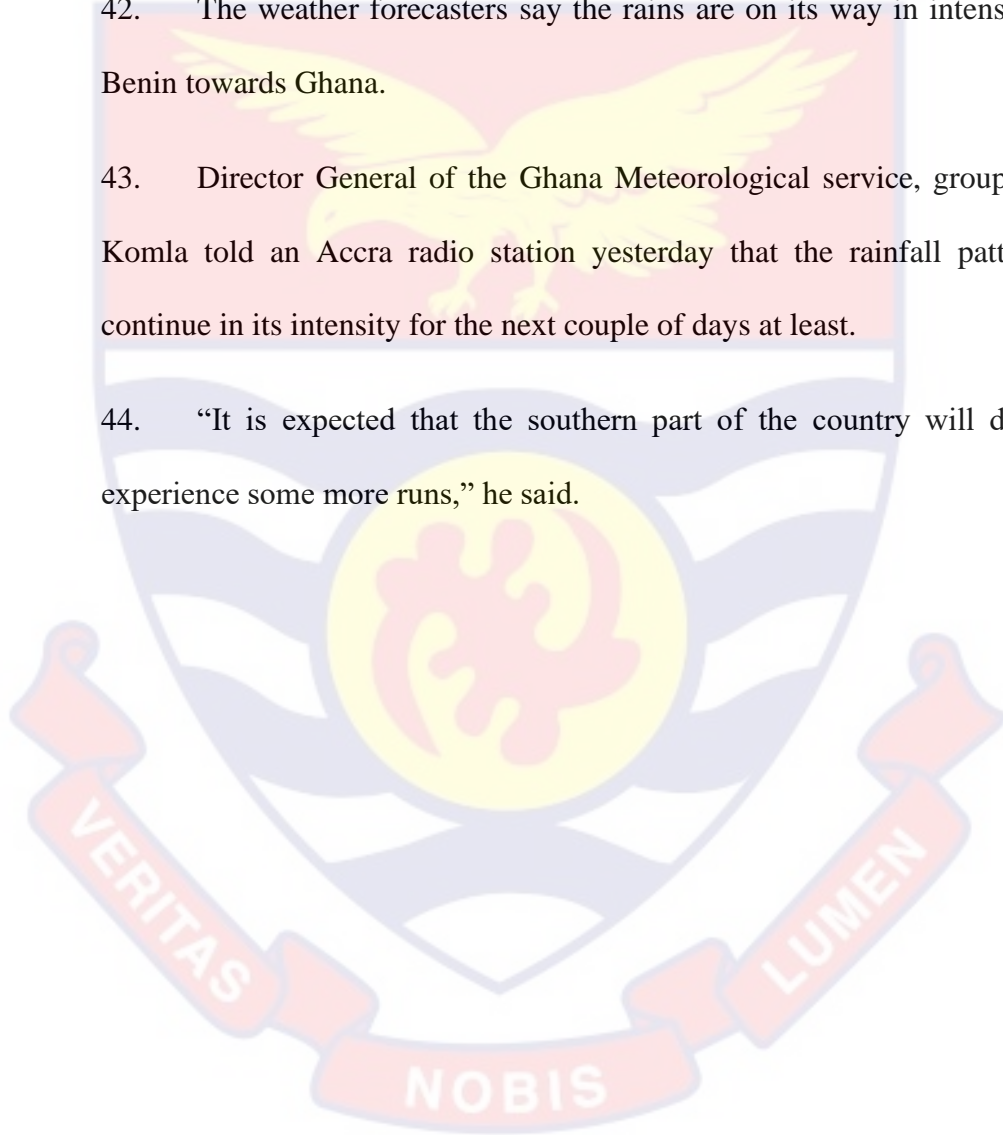 42. The weather forecasters say the rains are on its way in intens
Benin towards Ghana.
43. Director General of the Ghana Meteorological service, group
Komla told an Accra radio station yesterday that the rainfall patt
continue in its intensity for the next couple of days at least.
44. “It is expected that the southern part of the country will d
experience some more runs,” he said.
VERITAS
NOBIS
LUMEN